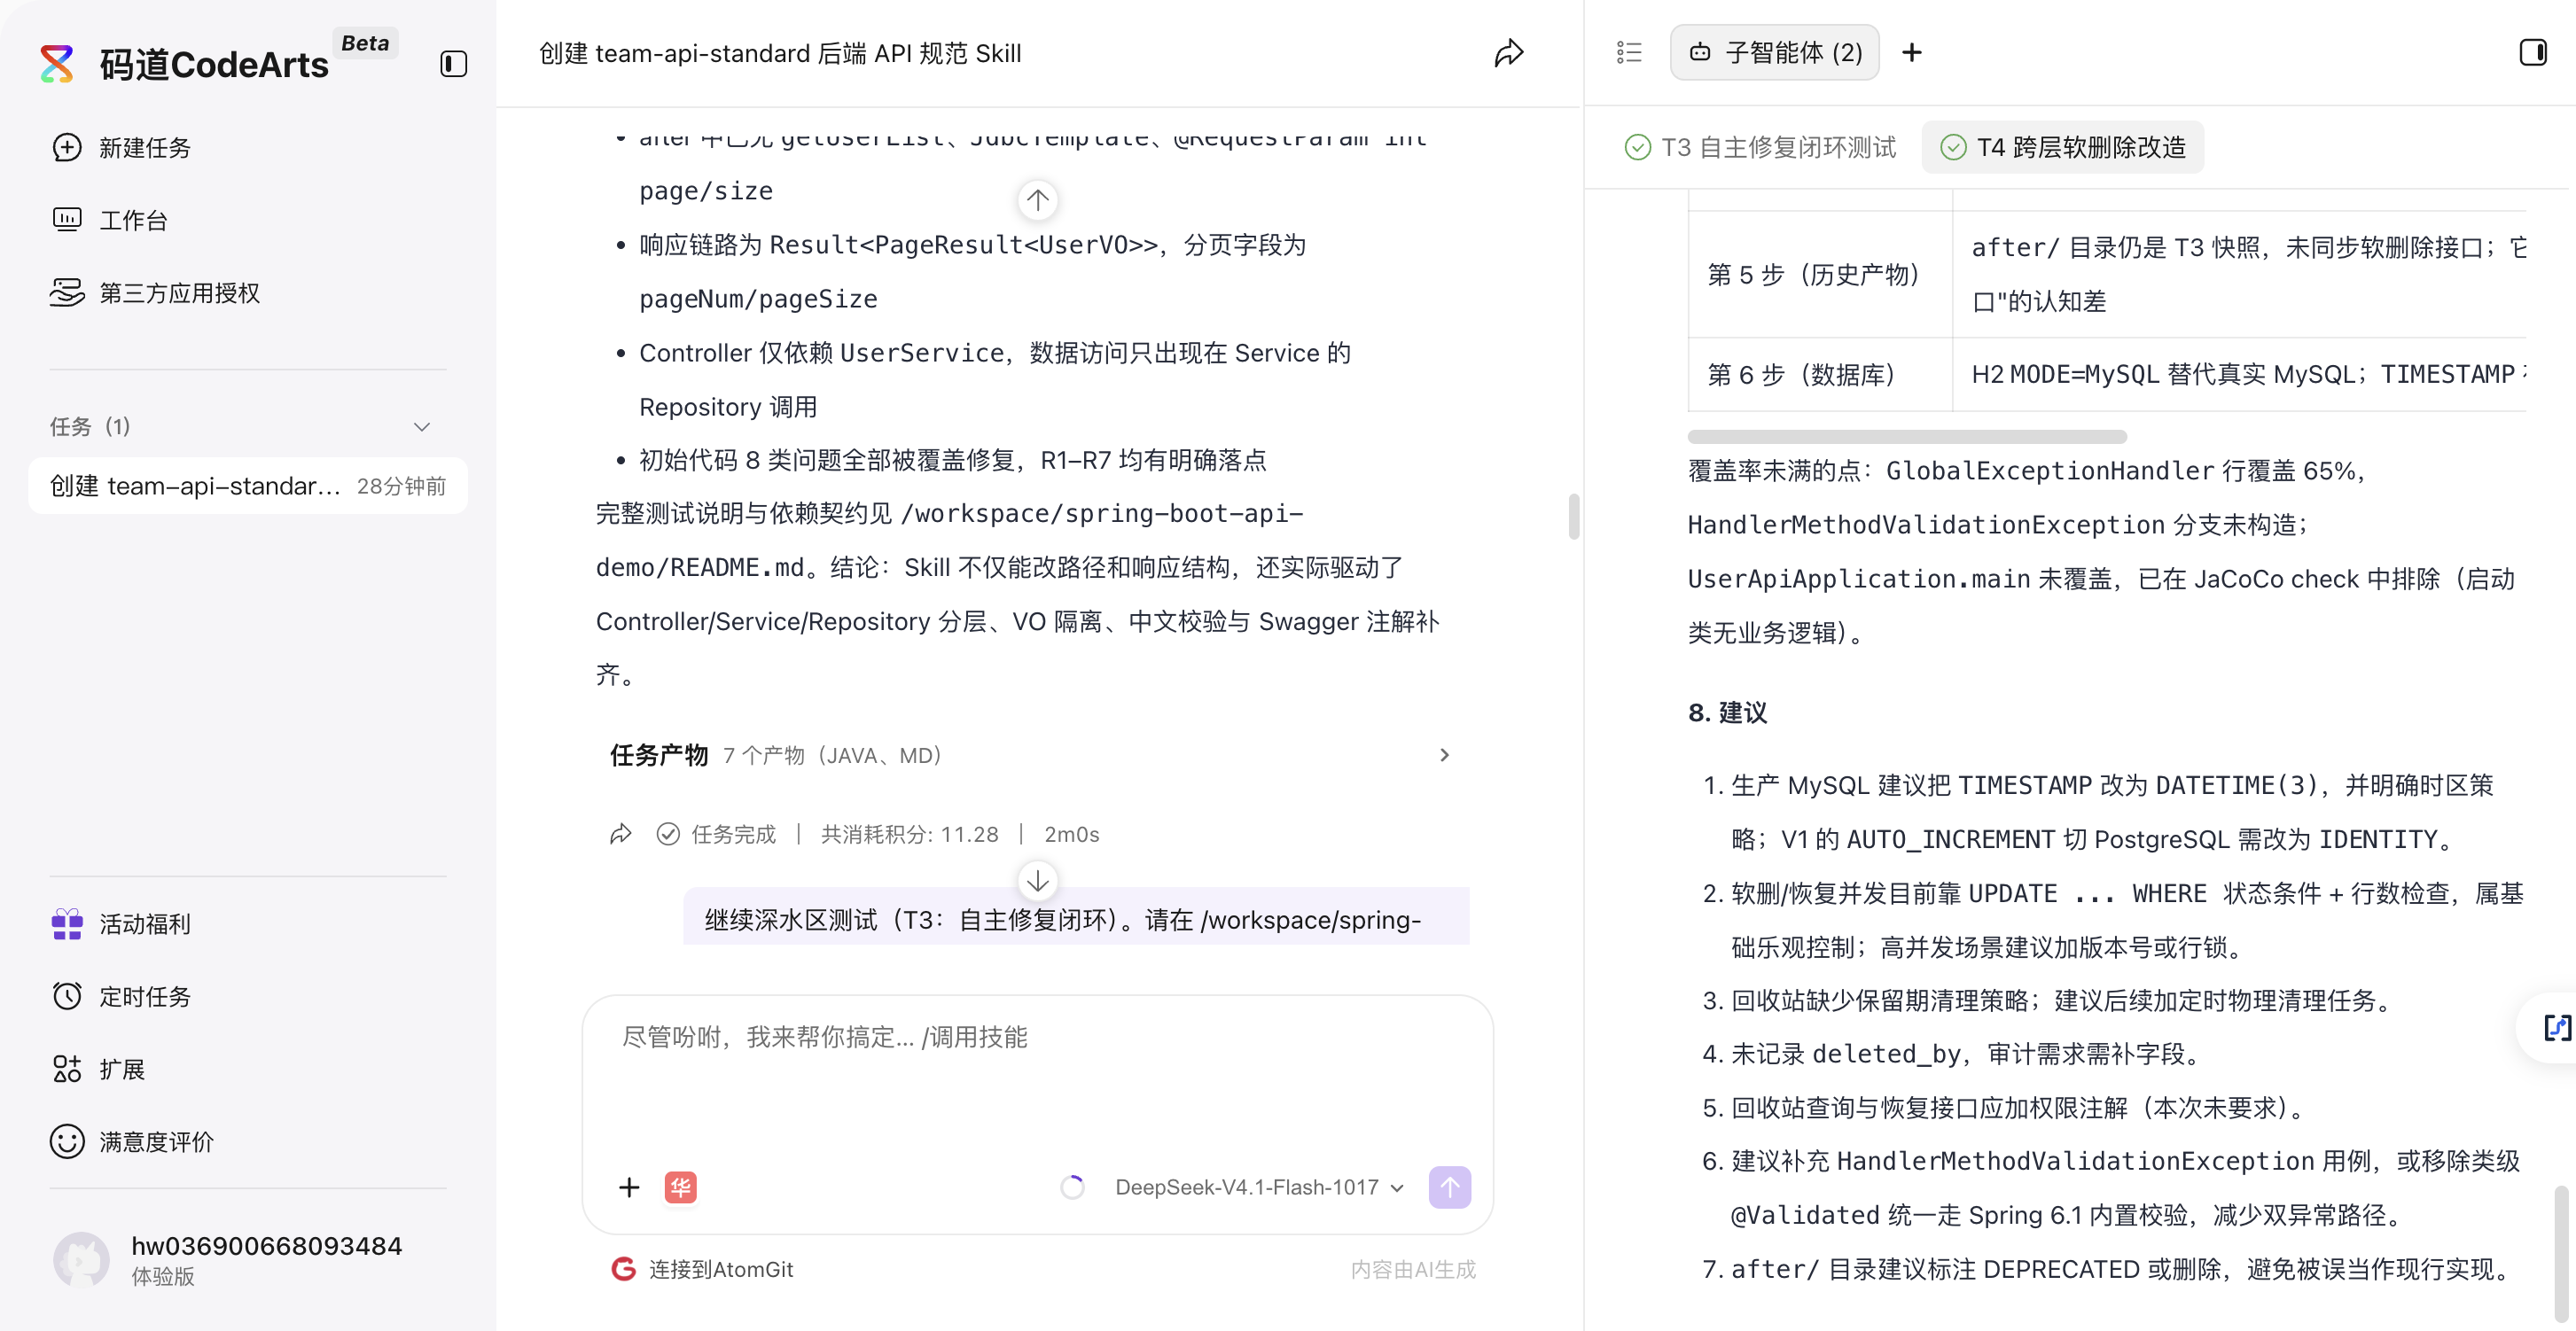 码道CodeArts
Beta
新建任务
工作台
第三方应用授权
任务（1）
创建 team-api-standar... 28分钟前
活动福利
定时任务
扩展
满意度评价
hw036900668093484
体验版
创建 team-api-standard 后端 API 规范 Skill
after 中已无 getUserList、JdbcTemplate、@RequestParam int
page/size
• 响应链路为 Result<PageResult<UserVO>>，分页字段为
pageNum/pageSize
• Controller 仅依赖 UserService，数据访问只出现在 Service 的
Repository 调用
• 初始代码 8 类问题全部被覆盖修复，R1–R7 均有明确落点
完整测试说明与依赖契约见 /workspace/spring-boot-api-
demo/README.md。结论：Skill 不仅能改路径和响应结构，还实际驱动了
Controller/Service/Repository 分层、VO 隔离、中文校验与 Swagger 注解补
齐。
任务产物 7 个产物（JAVA、MD）
任务完成 | 共消耗积分: 11.28 | 2m0s
继续深水区测试（T3：自主修复闭环）。请在 /workspace/spring-
尽管吩咐，我来帮你搞定... /调用技能
华
DeepSeek-V4.1-Flash-1017
连接到AtomGit
内容由AI生成
子智能体 (2)
T3 自主修复闭环测试
T4 跨层软删除改造
第 5 步（历史产物）
after/ 目录仍是 T3 快照，未同步软删除接口；它
口"的认知差
第 6 步（数据库）
H2 MODE=MySQL 替代真实 MySQL；TIMESTAMP
覆盖率未满的点：GlobalExceptionHandler 行覆盖 65%，
HandlerMethodValidationException 分支未构造；
UserApiApplication.main 未覆盖，已在 JaCoCo check 中排除（启动
类无业务逻辑）。
8. 建议
1. 生产 MySQL 建议把 TIMESTAMP 改为 DATETIME(3)，并明确时区策
略；V1 的 AUTO_INCREMENT 切 PostgreSQL 需改为 IDENTITY。
2. 软删/恢复并发目前靠 UPDATE ... WHERE 状态条件 + 行数检查，属基
础乐观控制；高并发场景建议加版本号或行锁。
3. 回收站缺少保留期清理策略；建议后续加定时物理清理任务。
4. 未记录 deleted_by，审计需求需补字段。
5. 回收站查询与恢复接口应加权限注解（本次未要求）。
6. 建议补充 HandlerMethodValidationException 用例，或移除类级
@Validated 统一走 Spring 6.1 内置校验，减少双异常路径。
7. after/ 目录建议标注 DEPRECATED 或删除，避免被误当作现行实现。